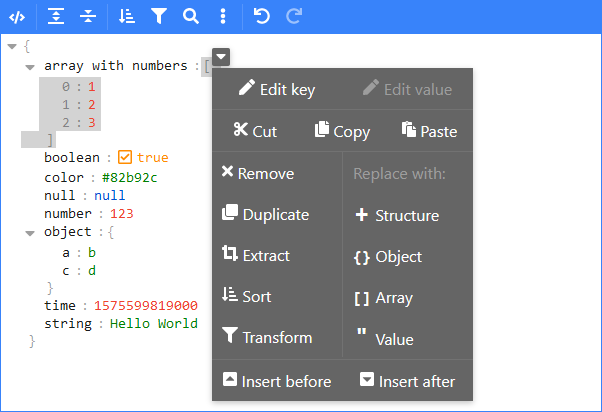 {
array with numbers : [
0 : 1
1 : 2
2 : 3
]
boolean : true
color : #82b92c
null : null
number : 123
object : {
a : b
c : d
}
time : 1575599819000
string : Hello World
}
Edit key Edit value
Cut Copy Paste
Remove Replace with:
Duplicate + Structure
Extract {} Object
Sort [] Array
Transform " Value
Insert before Insert after